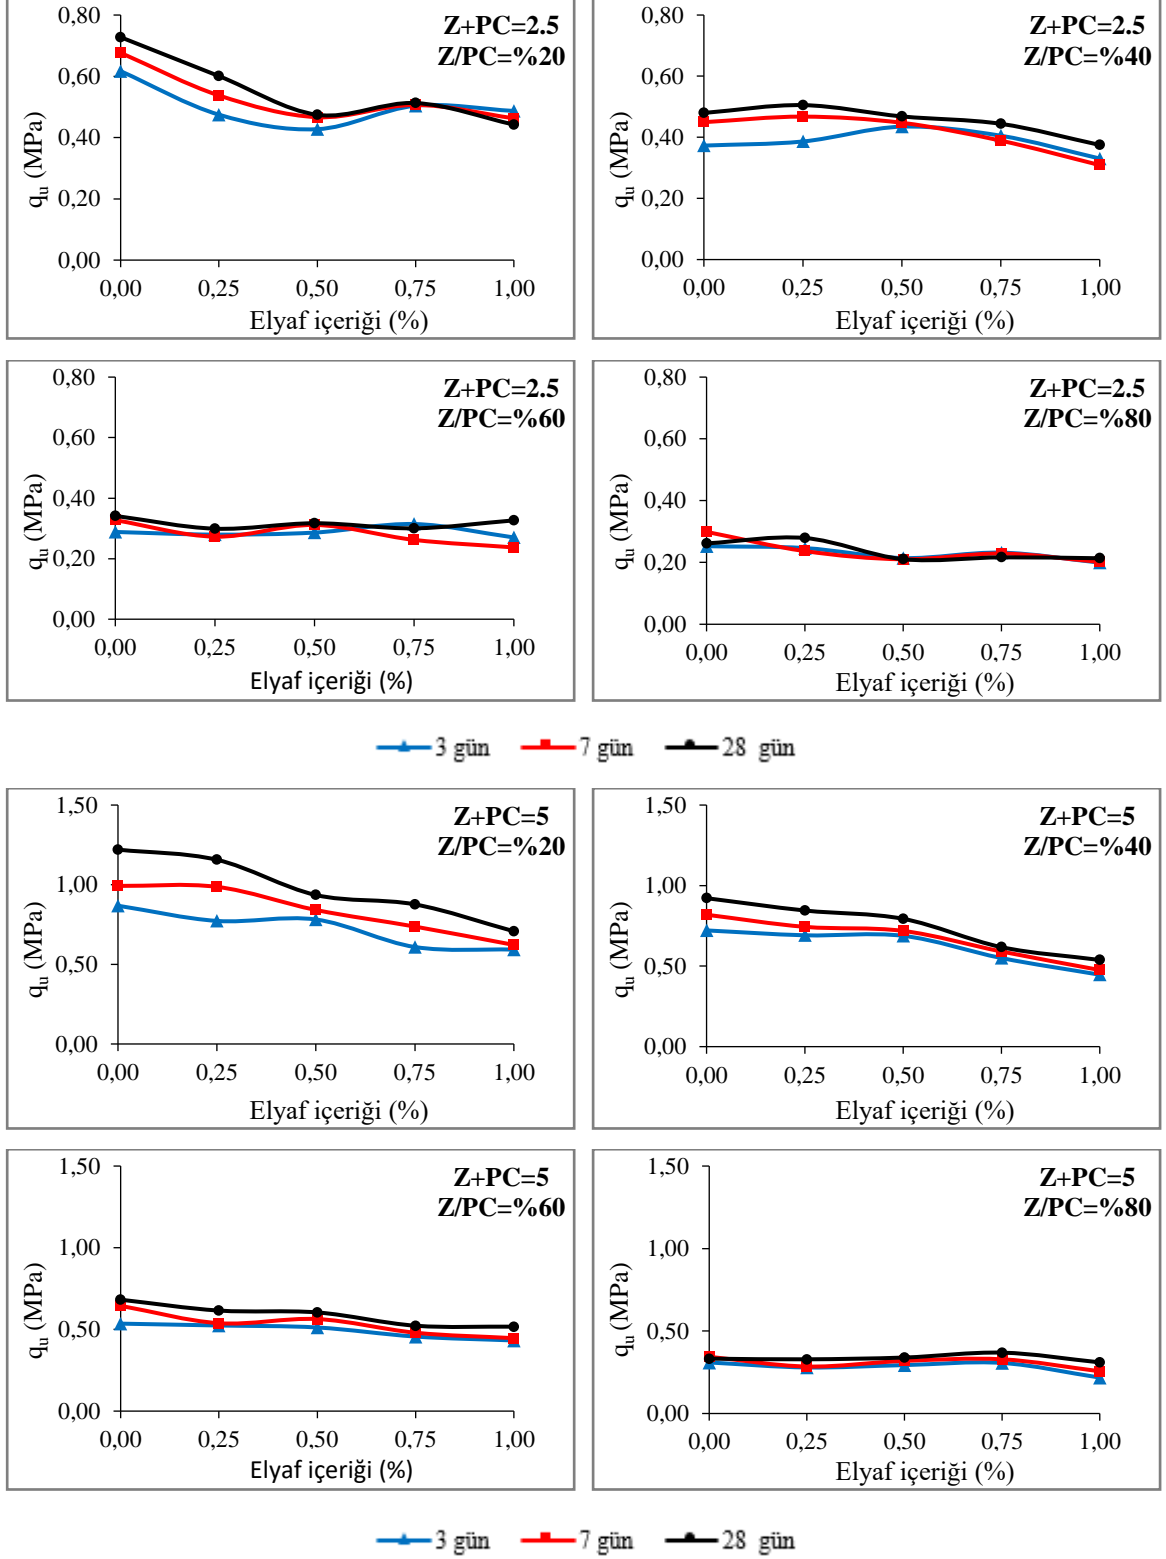 Z+PC=2.5
Z/PC=%20
0,80
0,60
0,40
0,20
0,00
qu (MPa)
0,00 0,25 0,50 0,75 1,00
Elyaf içeriği (%)
Z+PC=2.5
Z/PC=%40
0,80
0,60
0,40
0,20
0,00
qu (MPa)
0,00 0,25 0,50 0,75 1,00
Elyaf içeriği (%)
Z+PC=2.5
Z/PC=%60
0,80
0,60
0,40
0,20
0,00
qu (MPa)
0,00 0,25 0,50 0,75 1,00
Elyaf içeriği (%)
Z+PC=2.5
Z/PC=%80
0,80
0,60
0,40
0,20
0,00
qu (MPa)
0,00 0,25 0,50 0,75 1,00
Elyaf içeriği (%)
3 gün 7 gün 28 gün
Z+PC=5
Z/PC=%20
1,50
1,00
0,50
0,00
qu (MPa)
0,00 0,25 0,50 0,75 1,00
Elyaf içeriği (%)
Z+PC=5
Z/PC=%40
1,50
1,00
0,50
0,00
qu (MPa)
0,00 0,25 0,50 0,75 1,00
Elyaf içeriği (%)
Z+PC=5
Z/PC=%60
1,50
1,00
0,50
0,00
qu (MPa)
0,00 0,25 0,50 0,75 1,00
Elyaf içeriği (%)
Z+PC=5
Z/PC=%80
1,50
1,00
0,50
0,00
qu (MPa)
0,00 0,25 0,50 0,75 1,00
Elyaf içeriği (%)
3 gün 7 gün 28 gün